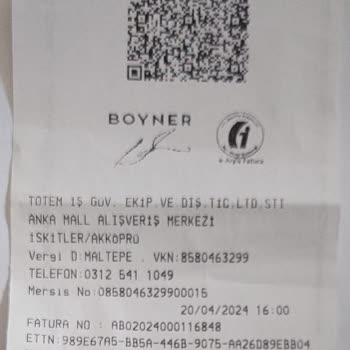 BOYNER
e-Arşiv Fatura
TOTEM İŞ GÜV. EKİP.VE DIŞ.TİC.LTD.STİ
ANKA MALL ALIŞVERİŞ MERKEZİ
İSKİTLER/AKKÖPRÜ
Vergi D:MALTEPE . VKN:8580463299
TELEFON:0312 541 1049
Mersis No:0858046329900015
20/04/2024 16:00
FATURA NO : AB02024000116848
ETTN:989E67A5-BB5A-446B-9075-AA26D89EBB04